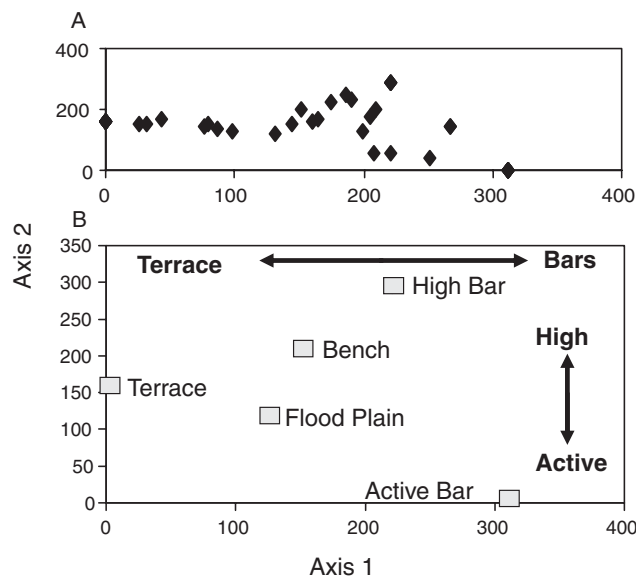 A
400
200
0
0 100 200 300 400
B
Axis 2
350
300
250
200
150
100
50
0
Terrace Bars
High Bar
High
Bench
Terrace
Flood Plain
Active
Active Bar
0 100 200 300 400
Axis 1